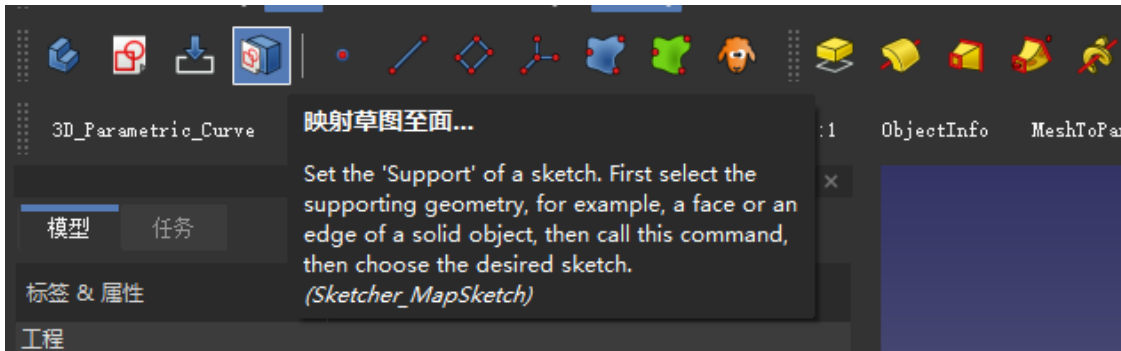 3D_Parametric_Curve
映射草图至面...
:1
ObjectInfo
Set the 'Support' of a sketch. First select the
supporting geometry, for example, a face or an
edge of a solid object, then call this command,
then choose the desired sketch.
(Sketcher_MapSketch)
模型
任务
标签 & 属性
工程